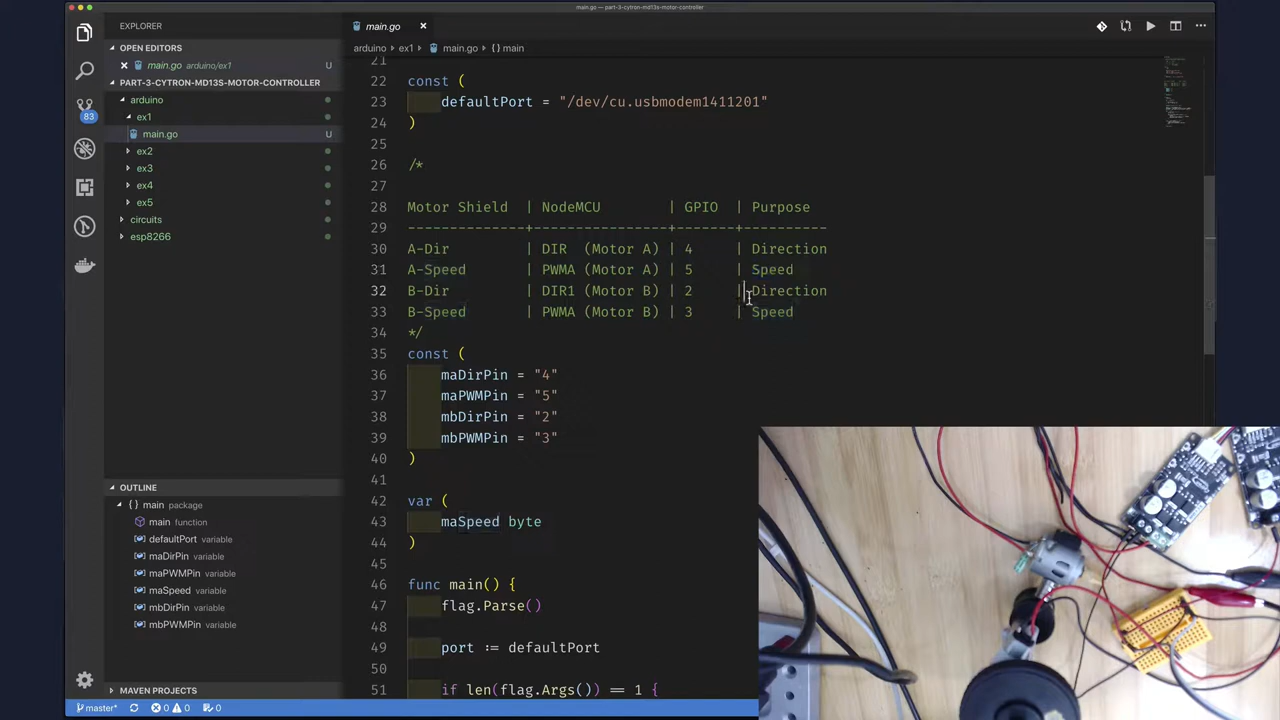 main.go — part-3-cytron-md13s-motor-controller
EXPLORER
OPEN EDITORS
main.go arduino/ex1 U
PART-3-CYTRON-MD13S-MOTOR-CONTROLLER
arduino
ex1
main.go U
ex2
ex3
ex4
ex5
circuits
esp8266
83
OUTLINE
main package
main function
defaultPort variable
maDirPin variable
maPWMPin variable
maSpeed variable
mbDirPin variable
mbPWMPin variable
MAVEN PROJECTS
master*
0 0 0
main.go
arduino › ex1 › main.go › {} main
21
22 const (
23 defaultPort = "/dev/cu.usbmodem1411201"
24 )
25
26 /*
27
28 Motor Shield | NodeMCU | GPIO | Purpose
29 --------------+----------------+-------+----------
30 A-Dir | DIR (Motor A) | 4 | Direction
31 A-Speed | PWMA (Motor A) | 5 | Speed
32 B-Dir | DIR1 (Motor B) | 2 | Direction
33 B-Speed | PWMA (Motor B) | 3 | Speed
34 */
35 const (
36 maDirPin = "4"
37 maPWMPin = "5"
38 mbDirPin = "2"
39 mbPWMPin = "3"
40 )
41
42 var (
43 maSpeed byte
44 )
45
46 func main() {
47 flag.Parse()
48
49 port := defaultPort
50
51 if len(flag.Args()) == 1 {